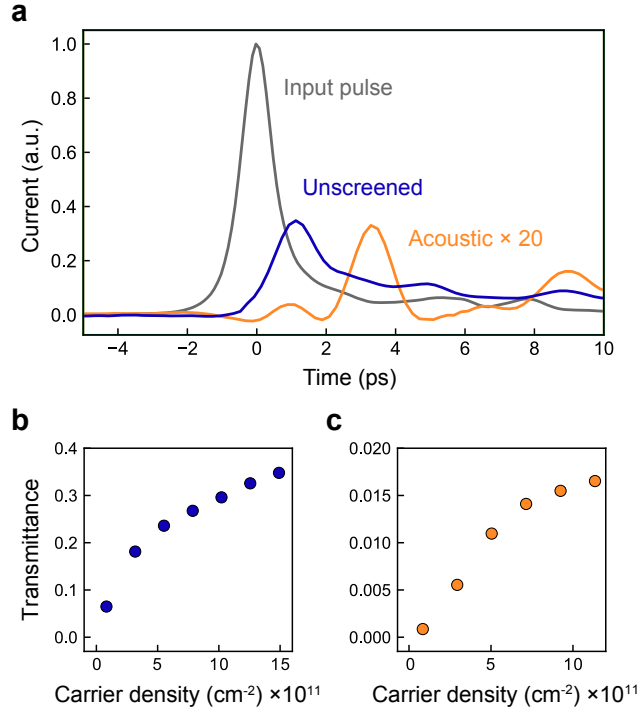 a
Current (a.u.)
1.0
0.8
0.6
0.4
0.2
0.0
Input pulse
Unscreened
Acoustic × 20
−4 −2 0 2 4 6 8 10
Time (ps)
b
Transmittance
0.4
0.3
0.2
0.1
0.0
0 5 10 15
Carrier density (cm⁻²) ×10¹¹
c
0.020
0.015
0.010
0.005
0.000
0 5 10
Carrier density (cm⁻²) ×10¹¹